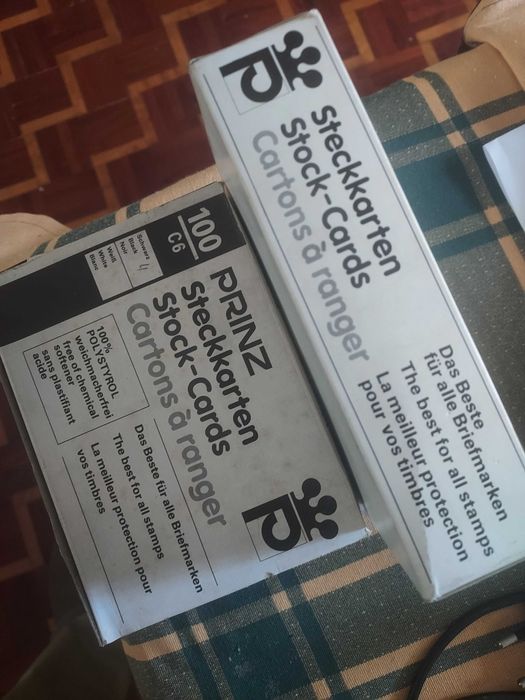 100
C6
Schwarz
Black
Noir
4
Weiß
White
Blanc
PRINZ
Steckkarten
Stock-Cards
Cartons à ranger
100%
POLYSTYROL
weichmacherfrei
free of chemical
softener
sans plastifiant
acide
Das Beste für alle Briefmarken
The best for all stamps
La meilleur protection pour
vos timbres
Steckkarten
Stock-Cards
Cartons à ranger
Das Beste
für alle Briefmarken
The best for all stamps
La meilleur protection
pour vos timbres